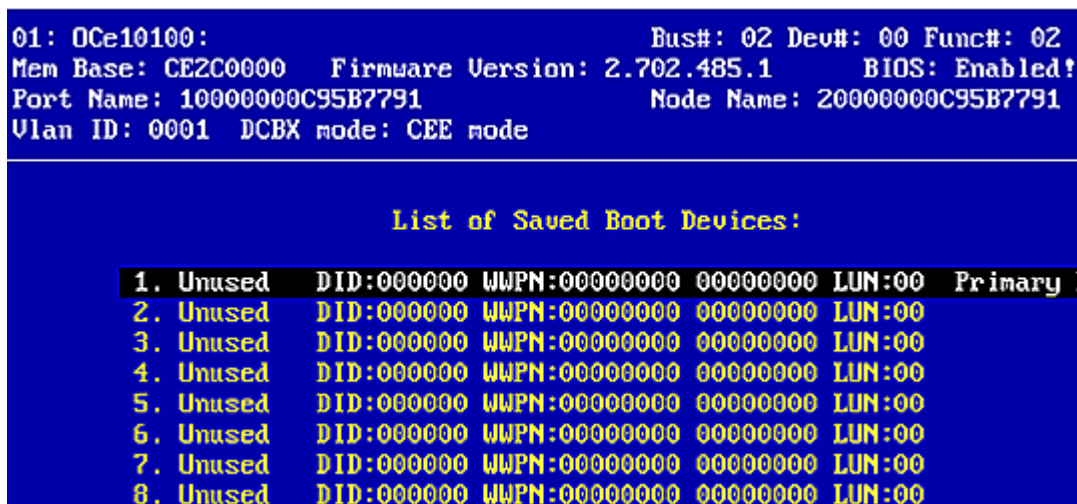 01: OCe10100: Bus#: 02 Dev#: 00 Func#: 02
Mem Base: CE2C0000 Firmware Version: 2.702.485.1 BIOS: Enabled!
Port Name: 10000000C95B7791 Node Name: 20000000C95B7791
Vlan ID: 0001 DCBX mode: CEE mode
List of Saved Boot Devices:
1. Unused DID:000000 WWPN:00000000 00000000 LUN:00 Primary
2. Unused DID:000000 WWPN:00000000 00000000 LUN:00
3. Unused DID:000000 WWPN:00000000 00000000 LUN:00
4. Unused DID:000000 WWPN:00000000 00000000 LUN:00
5. Unused DID:000000 WWPN:00000000 00000000 LUN:00
6. Unused DID:000000 WWPN:00000000 00000000 LUN:00
7. Unused DID:000000 WWPN:00000000 00000000 LUN:00
8. Unused DID:000000 WWPN:00000000 00000000 LUN:00